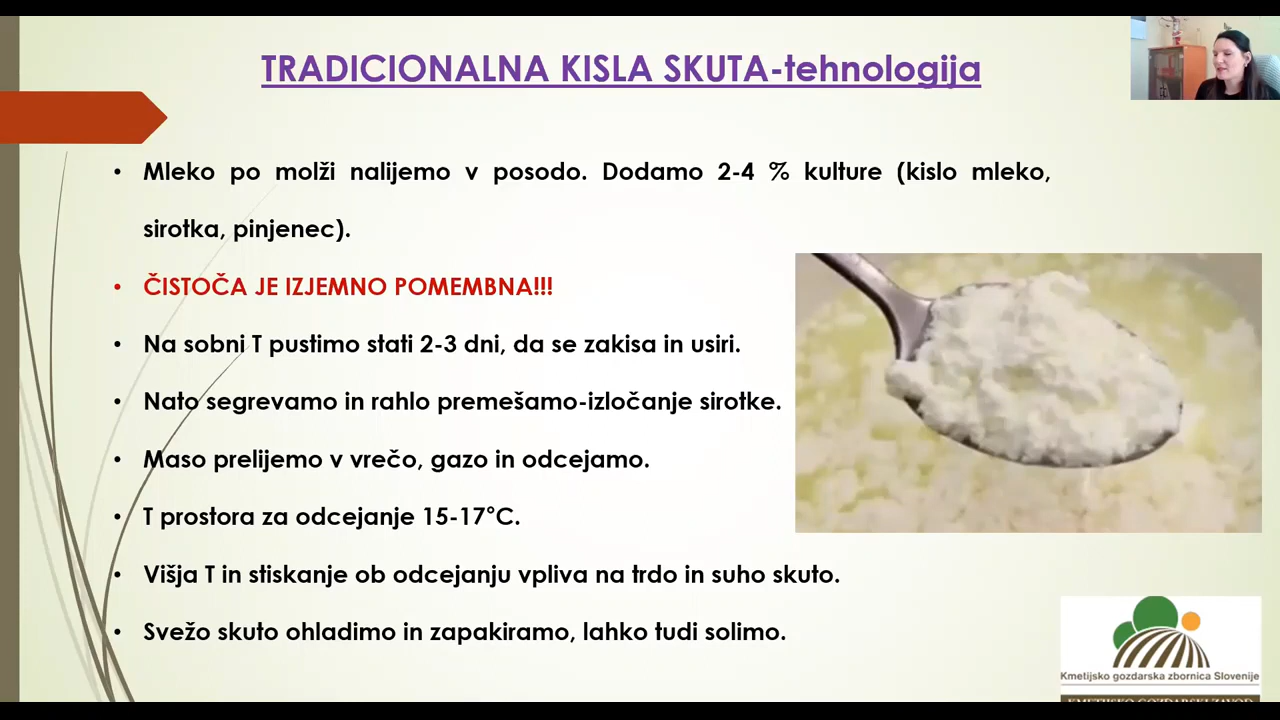 TRADICIONALNA KISLA SKUTA-tehnologija
• Mleko po molži nalijemo v posodo. Dodamo 2-4 % kulture (kislo mleko,
sirotka, pinjenec).
• ČISTOČA JE IZJEMNO POMEMBNA!!!
• Na sobni T pustimo stati 2-3 dni, da se zakisa in usiri.
• Nato segrevamo in rahlo premešamo-izločanje sirotke.
• Maso prelijemo v vrečo, gazo in odcejamo.
• T prostora za odcejanje 15-17°C.
• Višja T in stiskanje ob odcejanju vpliva na trdo in suho skuto.
• Svežo skuto ohladimo in zapakiramo, lahko tudi solimo.
Kmetijsko gozdarska zbornica Slovenije
KMETIJSKO GOZDARSKI ZAVOD